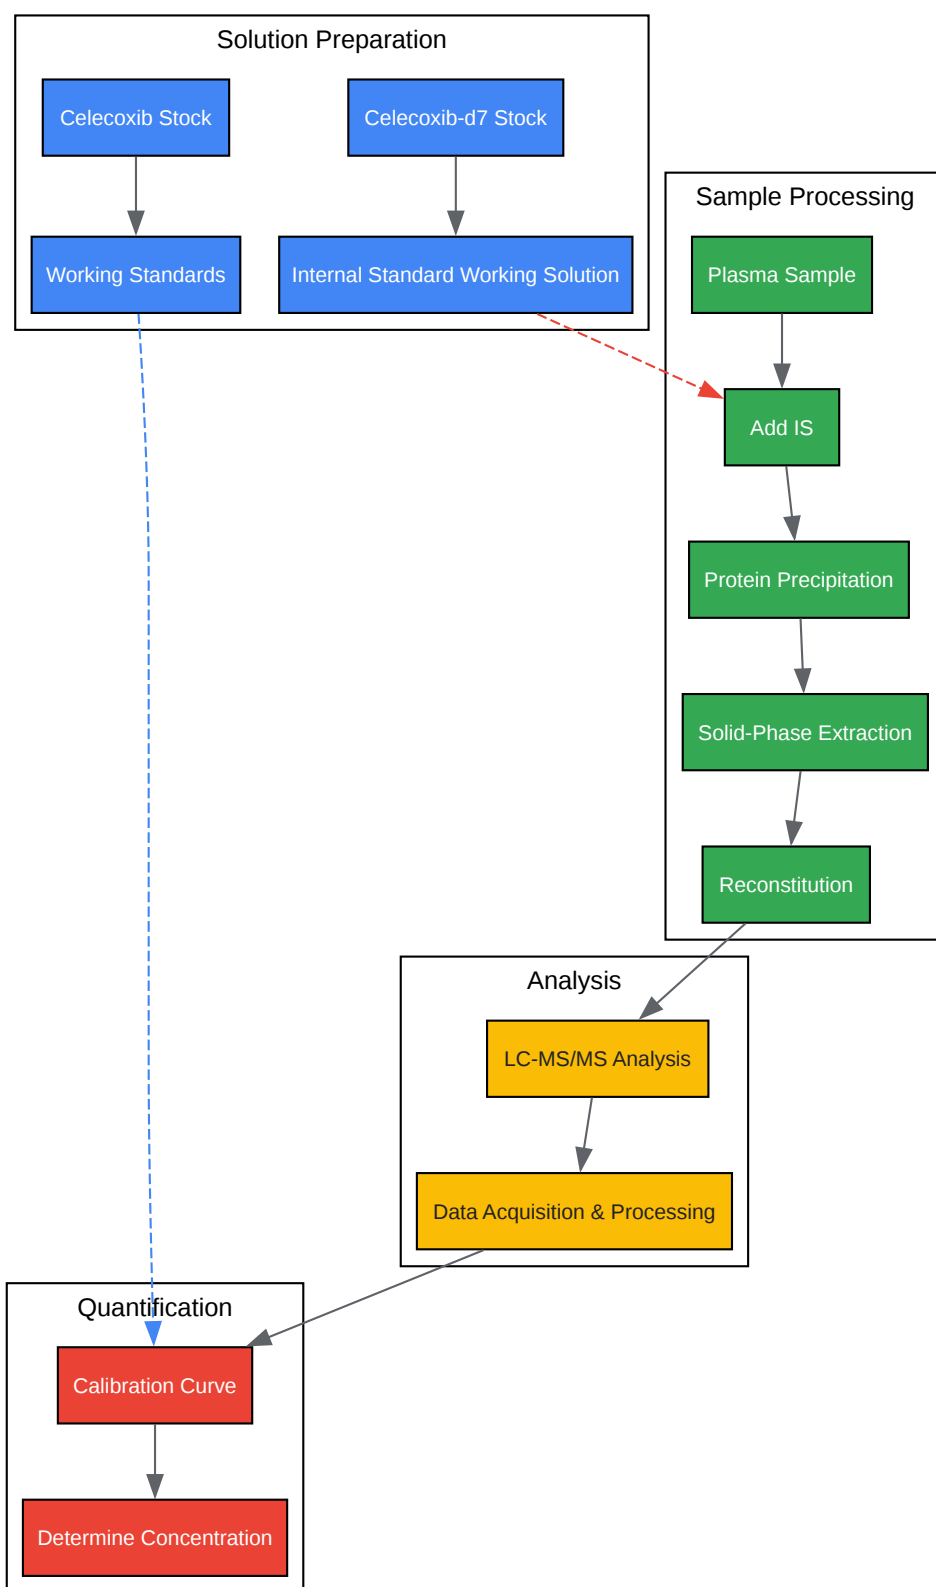 Solution Preparation
Celecoxib Stock
Celecoxib-d7 Stock
Working Standards
Internal Standard Working Solution
Sample Processing
Plasma Sample
Add IS
Protein Precipitation
Solid-Phase Extraction
Reconstitution
Analysis
LC-MS/MS Analysis
Data Acquisition & Processing
Quantification
Calibration Curve
Determine Concentration